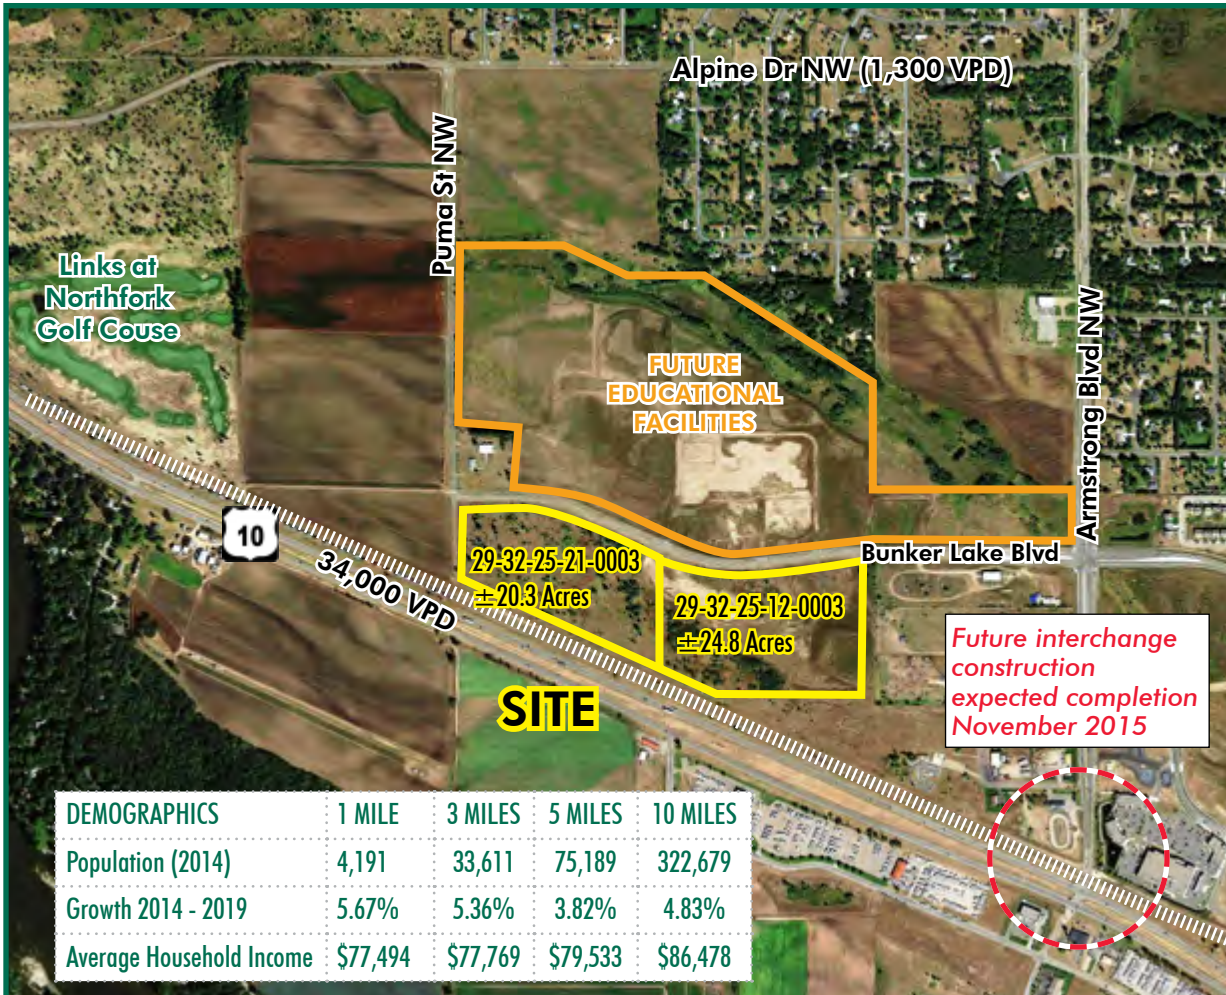 Alpine Dr NW (1,300 VPD)
Puma St NW
Links at
Northfork
Golf Couse
FUTURE
EDUCATIONAL
FACILITIES
Armstrong Blvd NW
10
34,000 VPD
Bunker Lake Blvd
29-32-25-21-0003
±20.3 Acres
29-32-25-12-0003
±24.8 Acres
SITE
Future interchange
construction
expected completion
November 2015
DEMOGRAPHICS 1 MILE 3 MILES 5 MILES 10 MILES
Population (2014) 4,191 33,611 75,189 322,679
Growth 2014 - 2019 5.67% 5.36% 3.82% 4.83%
Average Household Income $77,494 $77,769 $79,533 $86,478